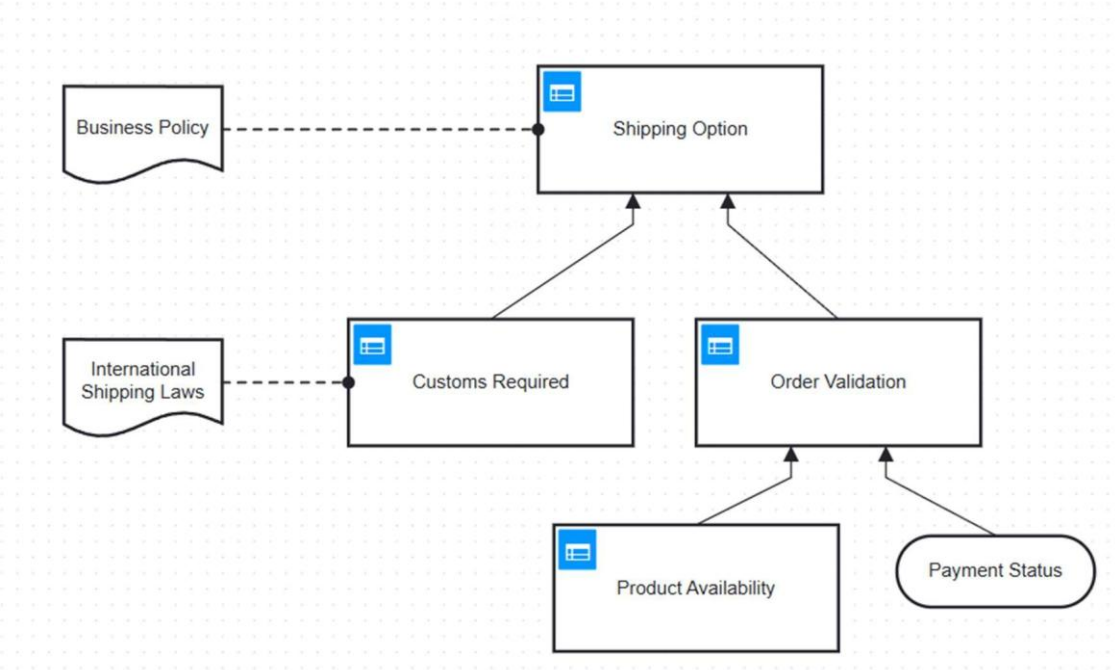 Business Policy
Shipping Option
International
Shipping Laws
Customs Required
Order Validation
Product Availability
Payment Status